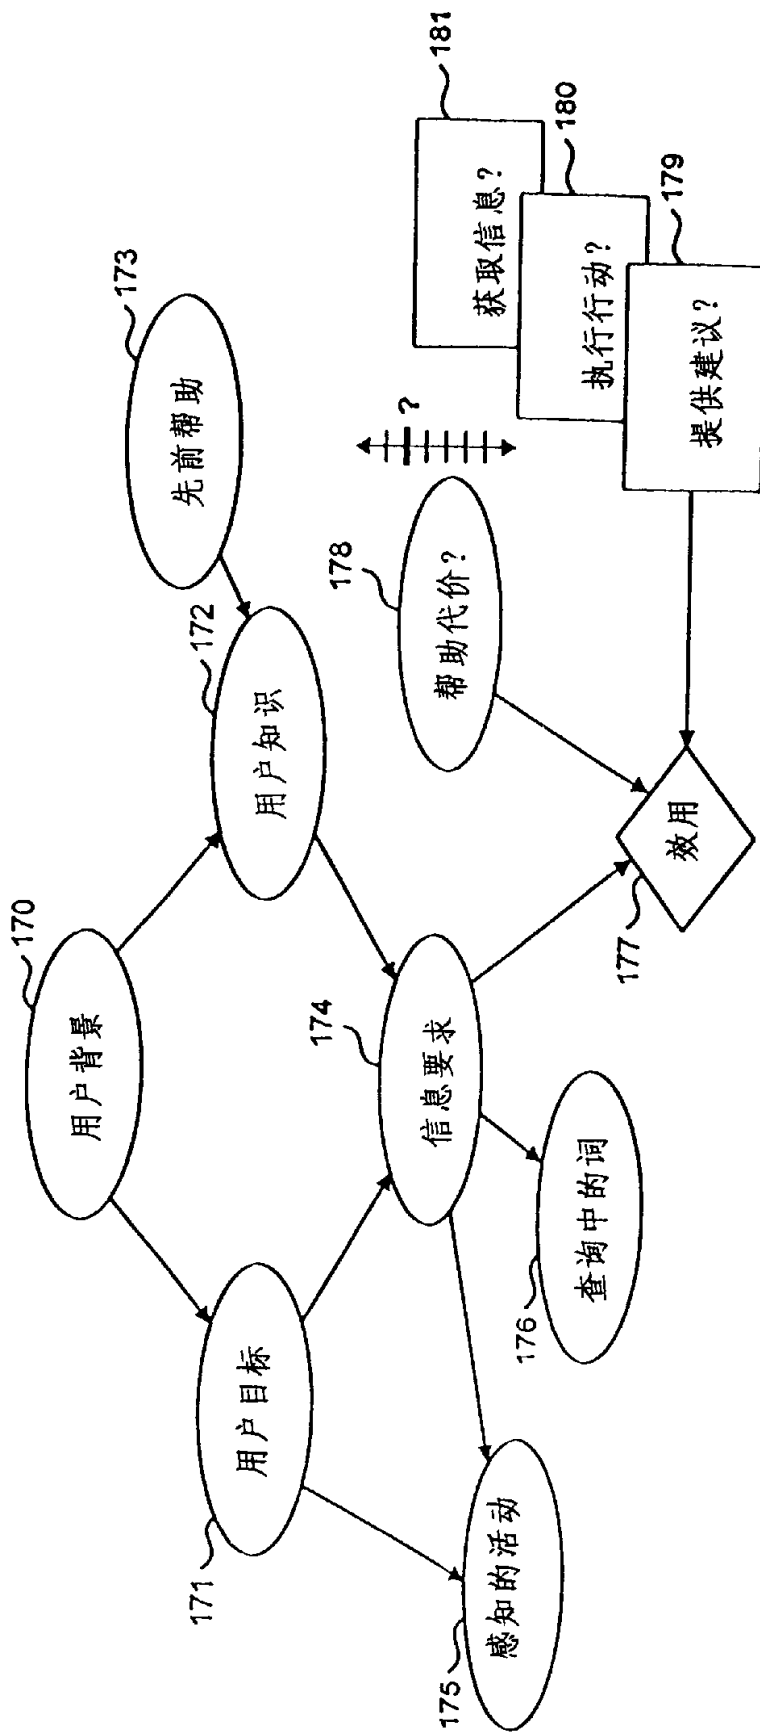 170
用户背景
173
先前帮助
171
用户目标
172
用户知识
174
信息要求
178
帮助代价?
?
181
获取信息?
180
执行行动?
179
提供建议?
175
感知的活动
176
查询中的词
177
效用